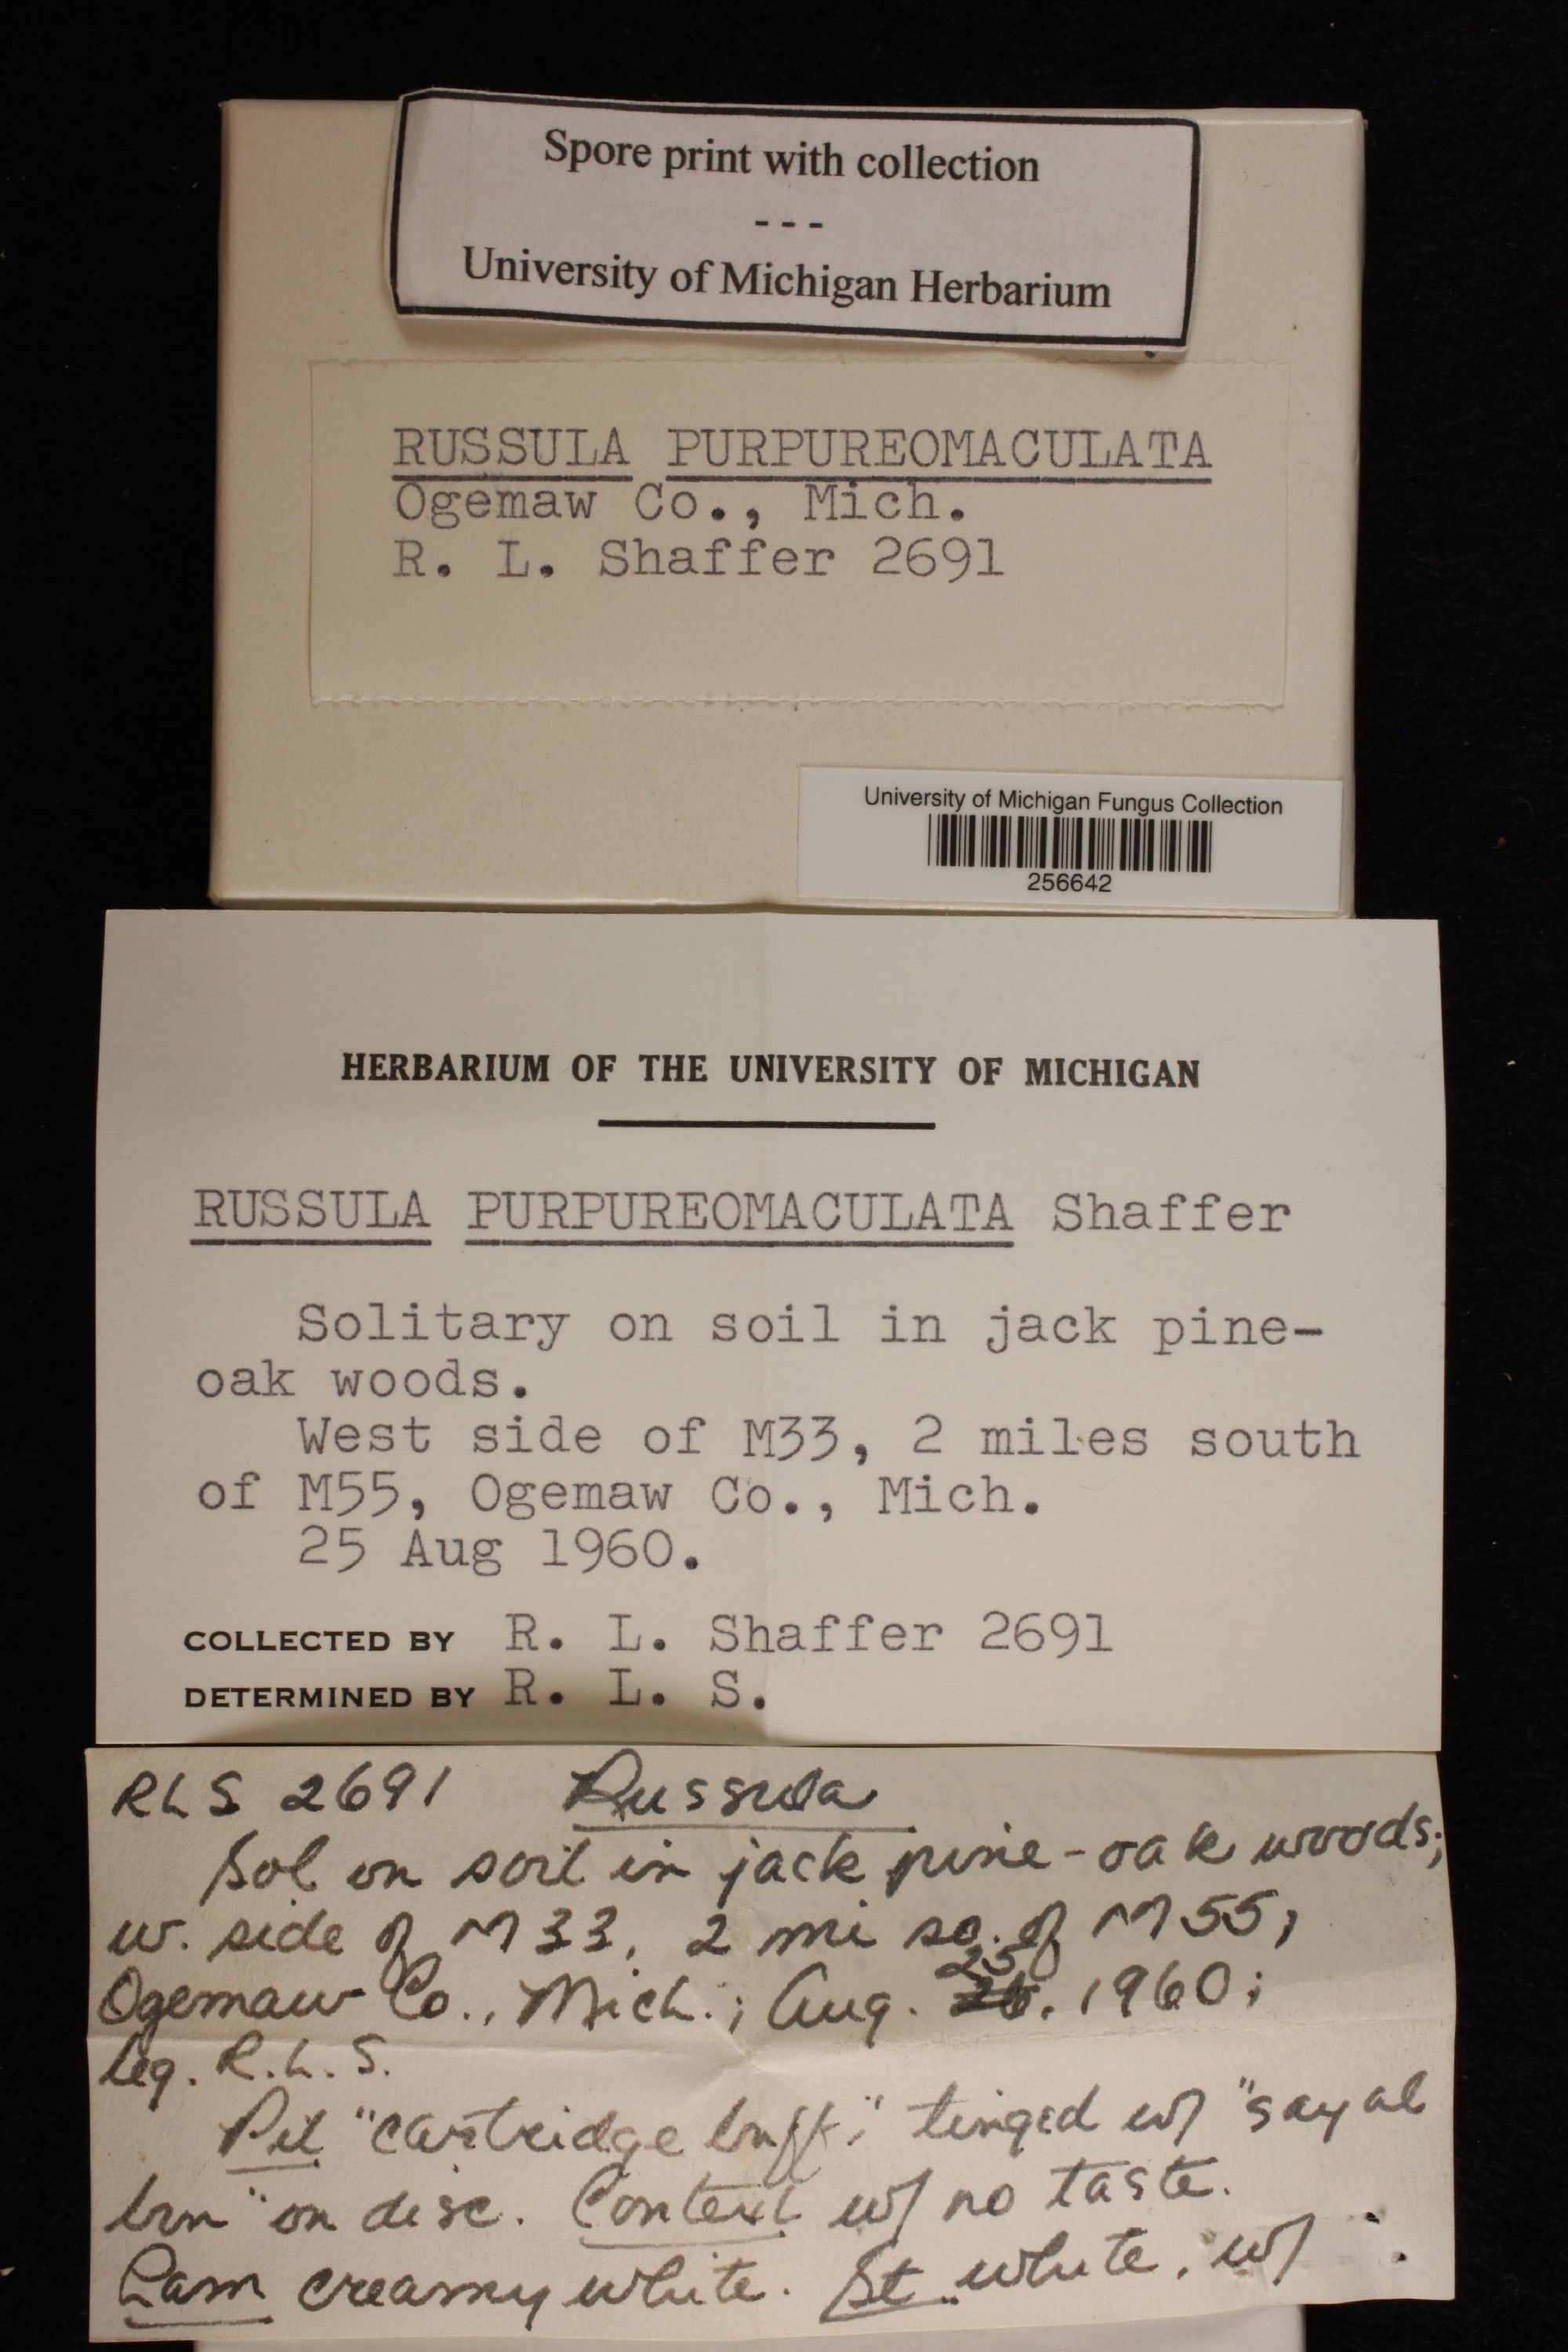 Spore print with collection
---
University of Michigan Herbarium
RUSSULA PURPUREOMACULATA
Ogemaw Co., Mich.
R. L. Shaffer 2691
University of Michigan Fungus Collection
256642
HERBARIUM OF THE UNIVERSITY OF MICHIGAN
RUSSULA PURPUREOMACULATA Shaffer
Solitary on soil in jack pine-
oak woods.
West side of M33, 2 miles south
of M55, Ogemaw Co., Mich.
25 Aug 1960.
COLLECTED BY R. L. Shaffer 2691
DETERMINED BY R. L. S.
RLS 2691 Russula
Sol on soil in jack pine-oak woods;
w. side of M33, 2 mi so. of M55,
25
Ogemaw Co., Mich.; Aug. 26, 1960;
leg. R.L.S.
Pil "cartridge buff," tinged w/ "sayal
brn" on disc. Context w/ no taste.
Lam creamy white. St white, w/